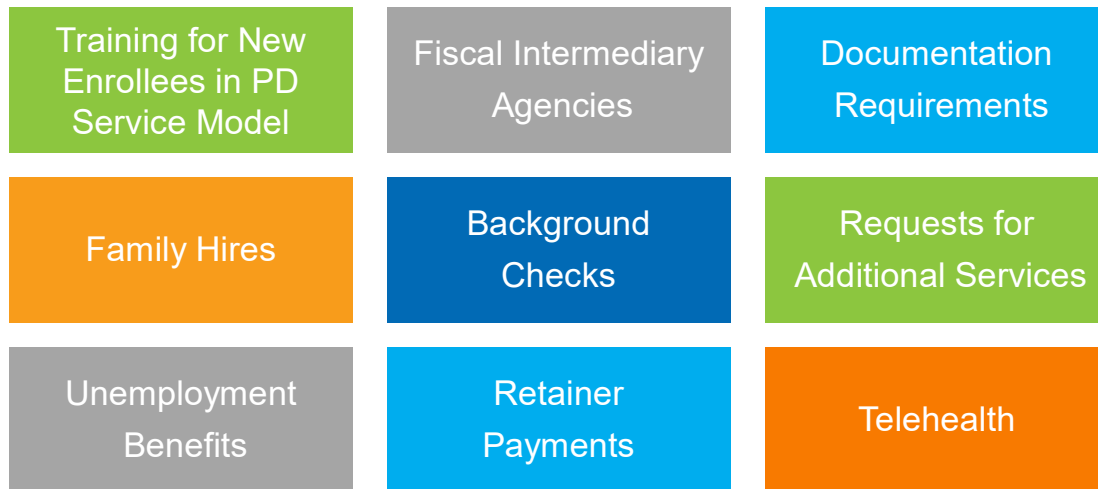 Training for New
Enrollees in PD
Service Model
Fiscal Intermediary
Agencies
Documentation
Requirements
Family Hires
Background
Checks
Requests for
Additional Services
Unemployment
Benefits
Retainer
Payments
Telehealth